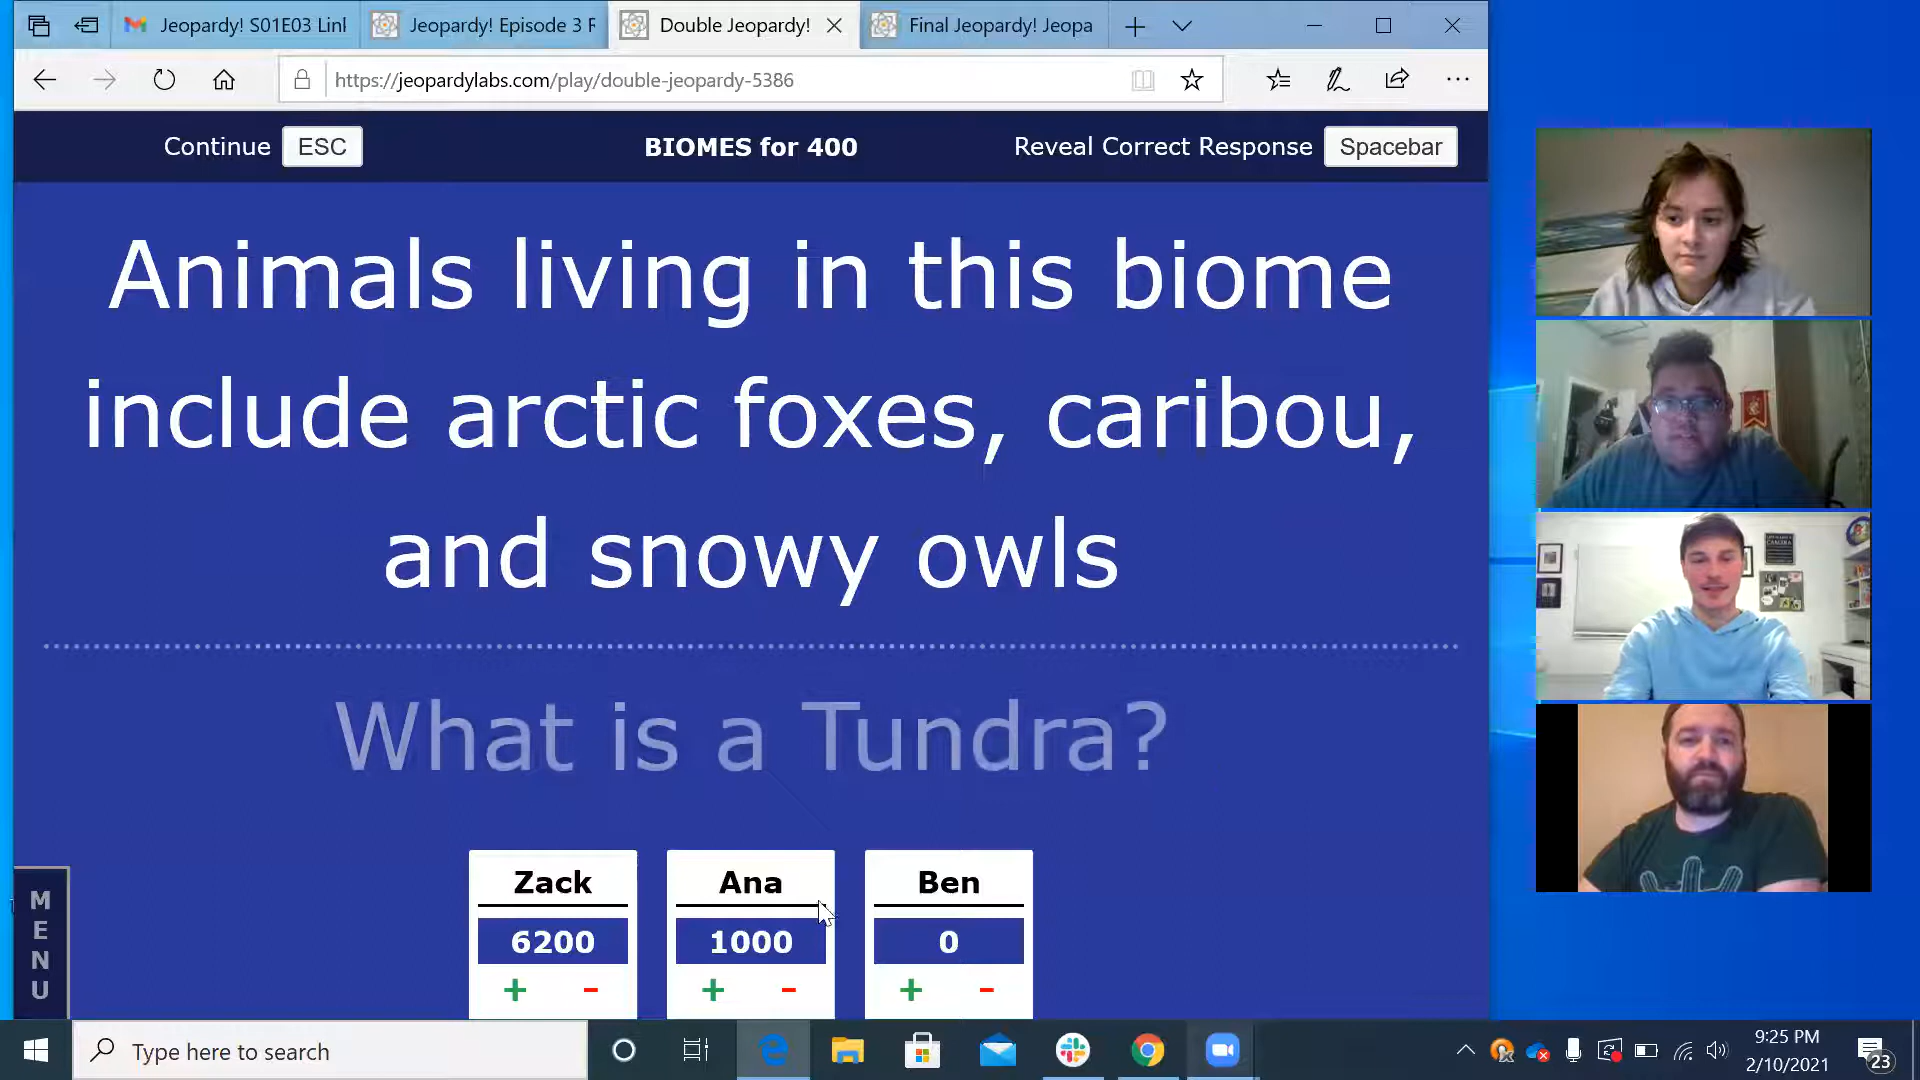 Jeopardy! S01E03 Linl
Jeopardy! Episode 3 F
Double Jeopardy!
Final Jeopardy! Jeopa
https://jeopardylabs.com/play/double-jeopardy-5386
Continue ESC
BIOMES for 400
Reveal Correct Response Spacebar
Animals living in this biome
include arctic foxes, caribou,
and snowy owls
What is a Tundra?
MENU
Zack
6200
+ -
Ana
1000
+ -
Ben
0
+ -
Type here to search
9:25 PM
2/10/2021
23